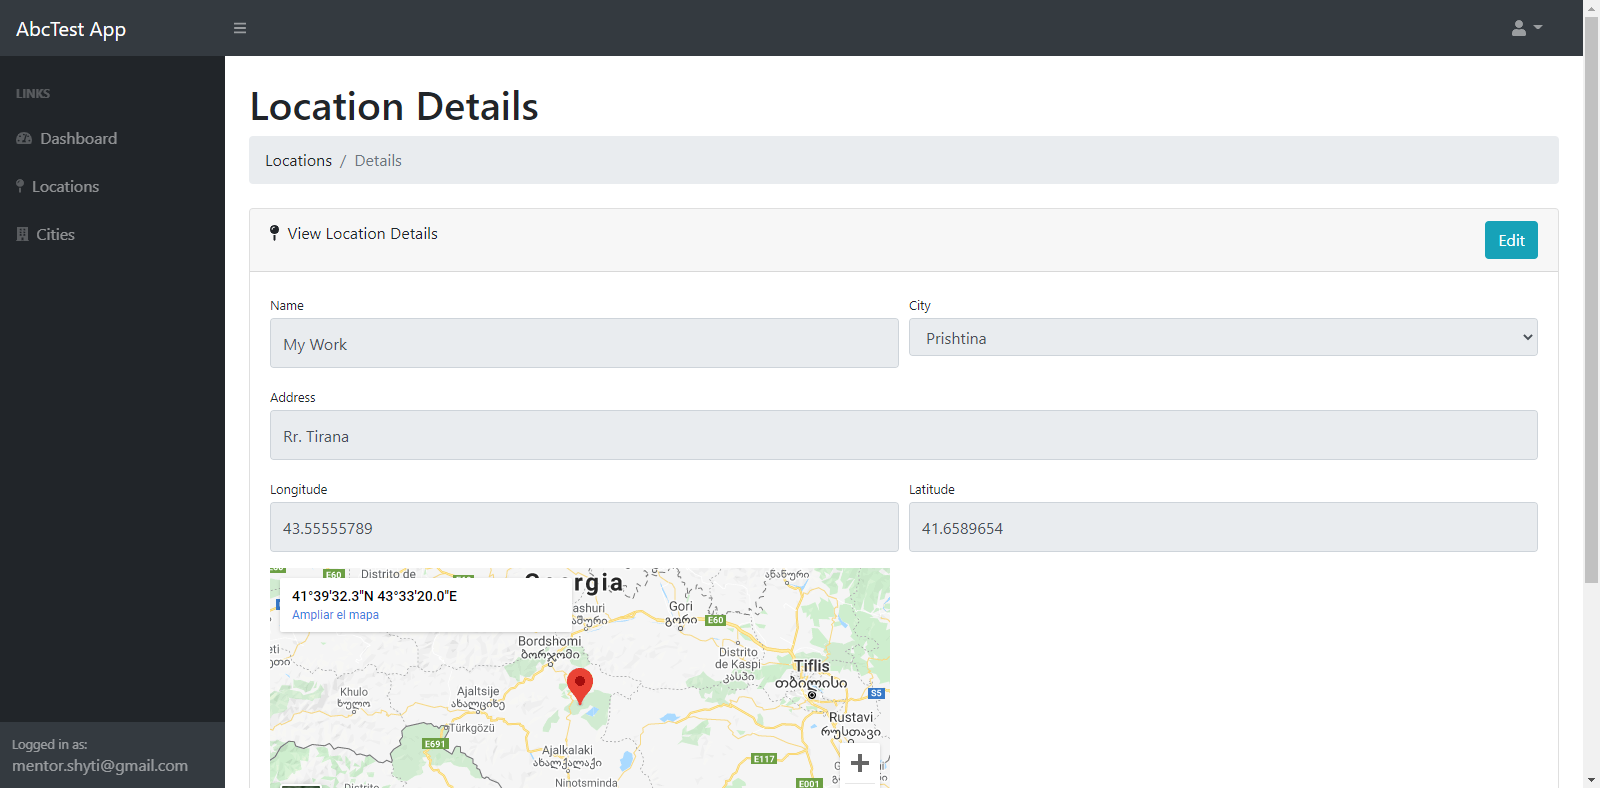 AbcTest App
LINKS
Dashboard
Locations
Cities
Logged in as:
mentor.shyti@gmail.com
Location Details
Locations / Details
View Location Details
Edit
Name
City
My Work
Prishtina
Address
Rr. Tirana
Longitude
Latitude
43.55555789
41.6589654
41°39'32.3"N 43°33'20.0"E
Ampliar el mapa
E60
Distrito de
rgia
ანანური
ashuri
აშური
Gori
გორი
E60
Bordshomi
ბორჯომი
Distrito
de Kaspi
კასპი
Tiflis
თბილისი
S5
Khulo
ხულო
Ajaltsije
ახალციხე
Rustavi
რუსთავი
Türkgözü
E691
Ajalkalaki
ახალქალაქი
E117
Ninotsminda
E001
Distrito